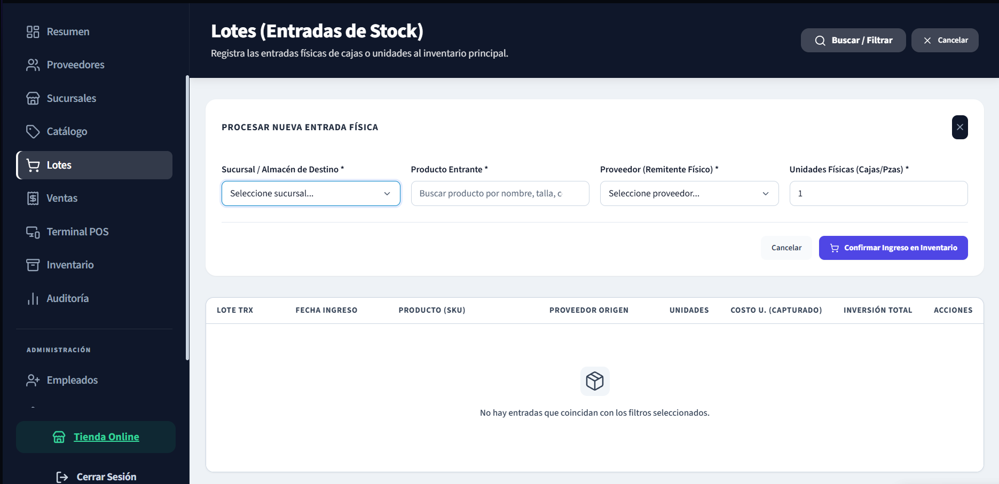 Resumen
Proveedores
Sucursales
Catálogo
Lotes
Ventas
Terminal POS
Inventario
Auditoría
ADMINISTRACIÓN
Empleados
Tienda Online
Cerrar Sesión
Lotes (Entradas de Stock)
Registra las entradas físicas de cajas o unidades al inventario principal.
Buscar / Filtrar
Cancelar
PROCESAR NUEVA ENTRADA FÍSICA
Sucursal / Almacén de Destino *
Seleccione sucursal...
Producto Entrante *
Buscar producto por nombre, talla, c
Proveedor (Remitente Físico) *
Seleccione proveedor...
Unidades Físicas (Cajas/Pzas) *
1
Cancelar
Confirmar Ingreso en Inventario
LOTE TRX FECHA INGRESO PRODUCTO (SKU) PROVEEDOR ORIGEN UNIDADES COSTO U. (CAPTURADO) INVERSIÓN TOTAL ACCIONES
No hay entradas que coincidan con los filtros seleccionados.